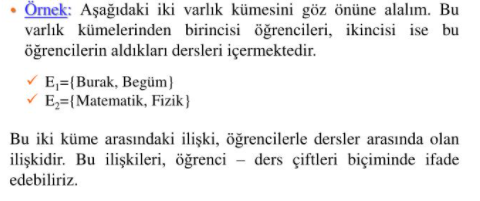 • Örnek: Aşağıdaki iki varlık kümesini göz önüne alalım. Bu
varlık kümelerinden birincisi öğrencileri, ikincisi ise bu
öğrencilerin aldıkları dersleri içermektedir.
✓ E₁={Burak, Begüm}
✓ E₂={Matematik, Fizik}
Bu iki küme arasındaki ilişki, öğrencilerle dersler arasında olan
ilişkidir. Bu ilişkileri, öğrenci – ders çiftleri biçiminde ifade
edebiliriz.